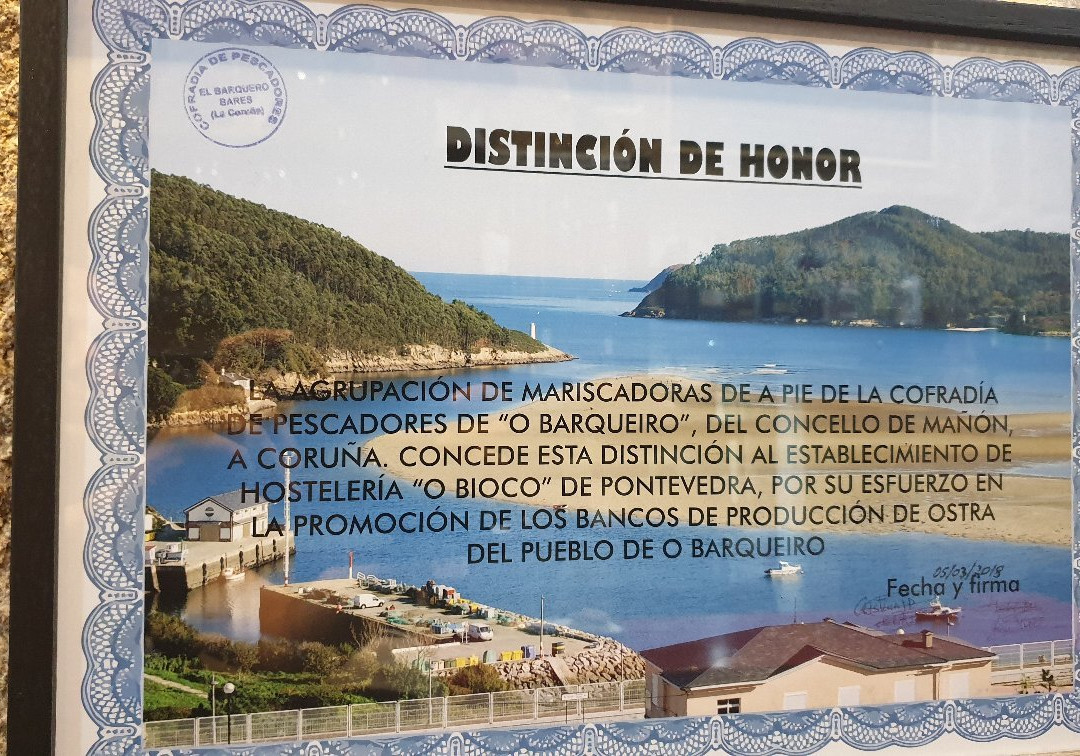 COFRADÍA DE PESCADORES
EL BARQUERO
BARES
(La Coruña)
DISTINCIÓN DE HONOR
LA AGRUPACIÓN DE MARISCADORAS DE A PIE DE LA COFRADÍA
DE PESCADORES DE “O BARQUEIRO”, DEL CONCELLO DE MAÑÓN,
A CORUÑA. CONCEDE ESTA DISTINCIÓN AL ESTABLECIMIENTO DE
HOSTELERÍA “O BIOCO” DE PONTEVEDRA, POR SU ESFUERZO EN
LA PROMOCIÓN DE LOS BANCOS DE PRODUCCIÓN DE OSTRA
DEL PUEBLO DE O BARQUEIRO
05/03/2018
Fecha y firma